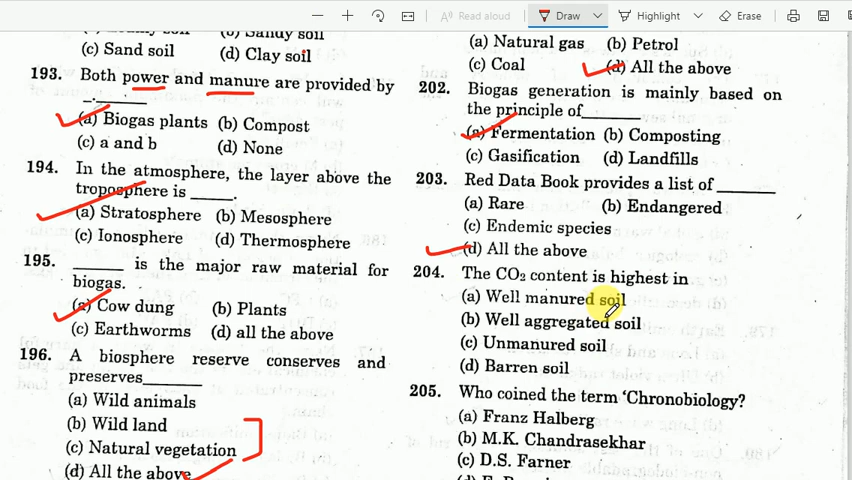 Read aloud
Draw
Highlight
Erase
(b) Sandy soil
(c) Sand soil (d) Clay soil
193. Both power and manure are provided by
_.______
(a) Biogas plants (b) Compost
(c) a and b (d) None
194. In the atmosphere, the layer above the
troposphere is _____.
(a) Stratosphere (b) Mesosphere
(c) Ionosphere (d) Thermosphere
195. ______ is the major raw material for
biogas.
(a) Cow dung (b) Plants
(c) Earthworms (d) all the above
196. A biosphere reserve conserves and
preserves_______
(a) Wild animals
(b) Wild land
(c) Natural vegetation
(d) All the above
(a) Natural gas (b) Petrol
(c) Coal (d) All the above
202. Biogas generation is mainly based on
the principle of_______
(a) Fermentation (b) Composting
(c) Gasification (d) Landfills
203. Red Data Book provides a list of _______
(a) Rare (b) Endangered
(c) Endemic species
(d) All the above
204. The CO2 content is highest in
(a) Well manured soil
(b) Well aggregated soil
(c) Unmanured soil
(d) Barren soil
205. Who coined the term ‘Chronobiology?
(a) Franz Halberg
(b) M.K. Chandrasekhar
(c) D.S. Farner